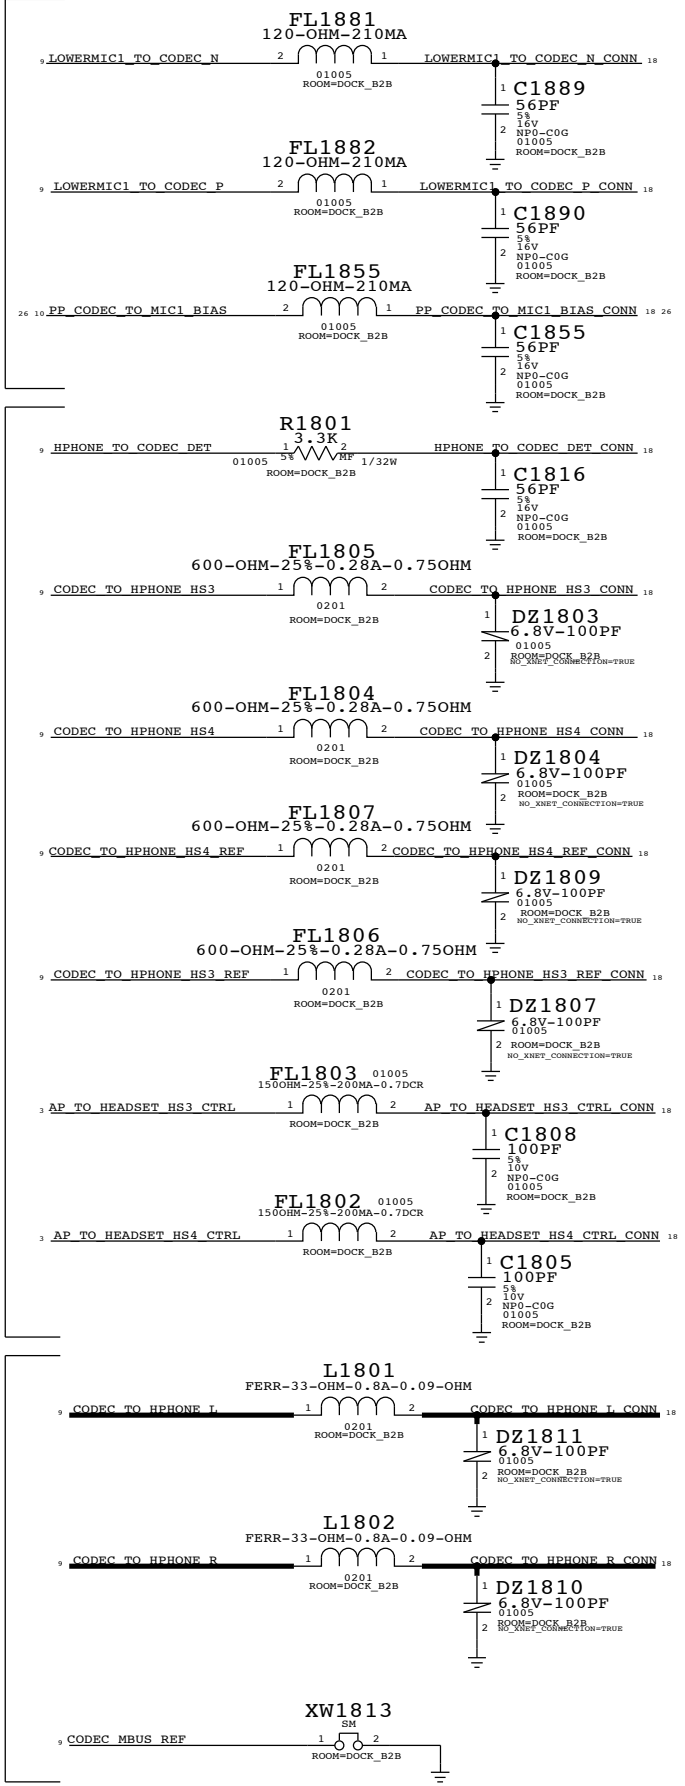 FL1881
120-OHM-210MA
9 LOWERMIC1_TO_CODEC_N 2 1 LOWERMIC1_TO_CODEC_N_CONN 18
01005
ROOM=DOCK_B2B
1 C1889
56PF
5%
16V
2 NP0-C0G
01005
ROOM=DOCK_B2B
FL1882
120-OHM-210MA
9 LOWERMIC1_TO_CODEC_P 2 1 LOWERMIC1_TO_CODEC_P_CONN 18
01005
ROOM=DOCK_B2B
1 C1890
56PF
5%
16V
2 NP0-C0G
01005
ROOM=DOCK_B2B
FL1855
120-OHM-210MA
26 10 PP_CODEC_TO_MIC1_BIAS 2 1 PP_CODEC_TO_MIC1_BIAS_CONN 18 26
01005
ROOM=DOCK_B2B
1 C1855
56PF
5%
16V
2 NP0-C0G
01005
ROOM=DOCK_B2B
R1801
3.3K
9 HPHONE_TO_CODEC_DET 1 2 HPHONE_TO_CODEC_DET_CONN 18
01005 5% MF 1/32W
ROOM=DOCK_B2B
1 C1816
56PF
5%
16V
2 NP0-C0G
01005
ROOM=DOCK_B2B
FL1805
600-OHM-25%-0.28A-0.75OHM
9 CODEC_TO_HPHONE_HS3 1 2 CODEC_TO_HPHONE_HS3_CONN 18
0201
ROOM=DOCK_B2B
1 DZ1803
6.8V-100PF
01005
2 ROOM=DOCK_B2B
NO_XNET_CONNECTION=TRUE
FL1804
600-OHM-25%-0.28A-0.75OHM
9 CODEC_TO_HPHONE_HS4 1 2 CODEC_TO_HPHONE_HS4_CONN 18
0201
ROOM=DOCK_B2B
1 DZ1804
6.8V-100PF
01005
2 ROOM=DOCK_B2B
NO_XNET_CONNECTION=TRUE
FL1807
600-OHM-25%-0.28A-0.75OHM
9 CODEC_TO_HPHONE_HS4_REF 1 2 CODEC_TO_HPHONE_HS4_REF_CONN 18
0201
ROOM=DOCK_B2B
1 DZ1809
6.8V-100PF
01005
2 ROOM=DOCK_B2B
NO_XNET_CONNECTION=TRUE
FL1806
600-OHM-25%-0.28A-0.75OHM
9 CODEC_TO_HPHONE_HS3_REF 1 2 CODEC_TO_HPHONE_HS3_REF_CONN 18
0201
ROOM=DOCK_B2B
1 DZ1807
6.8V-100PF
01005
2 ROOM=DOCK_B2B
NO_XNET_CONNECTION=TRUE
FL1803 01005
150OHM-25%-200MA-0.7DCR
3 AP_TO_HEADSET_HS3_CTRL 1 2 AP_TO_HEADSET_HS3_CTRL_CONN 18
ROOM=DOCK_B2B
1 C1808
100PF
5%
10V
2 NP0-C0G
01005
ROOM=DOCK_B2B
FL1802 01005
150OHM-25%-200MA-0.7DCR
3 AP_TO_HEADSET_HS4_CTRL 1 2 AP_TO_HEADSET_HS4_CTRL_CONN 18
ROOM=DOCK_B2B
1 C1805
100PF
5%
10V
2 NP0-C0G
01005
ROOM=DOCK_B2B
L1801
FERR-33-OHM-0.8A-0.09-OHM
9 CODEC_TO_HPHONE_L 1 2 CODEC_TO_HPHONE_L_CONN 18
0201
ROOM=DOCK_B2B
1 DZ1811
6.8V-100PF
01005
2 ROOM=DOCK_B2B
NO_XNET_CONNECTION=TRUE
L1802
FERR-33-OHM-0.8A-0.09-OHM
9 CODEC_TO_HPHONE_R 1 2 CODEC_TO_HPHONE_R_CONN 18
0201
ROOM=DOCK_B2B
1 DZ1810
6.8V-100PF
01005
2 ROOM=DOCK_B2B
NO_XNET_CONNECTION=TRUE
XW1813
SM
9 CODEC_MBUS_REF 1 2
ROOM=DOCK_B2B